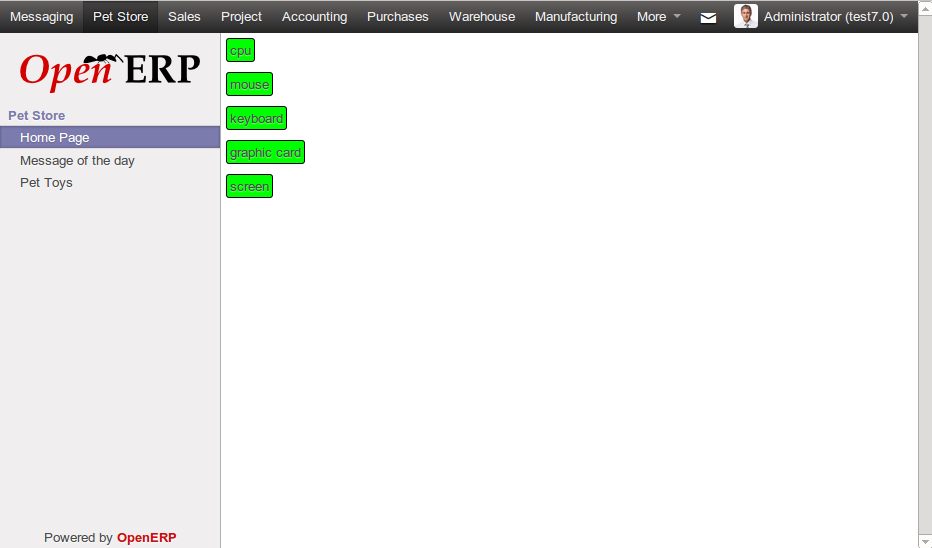 Messaging Pet Store Sales Project Accounting Purchases Warehouse Manufacturing More Administrator (test7.0)
OpenERP
Pet Store
Home Page
Message of the day
Pet Toys
cpu
mouse
keyboard
graphic card
screen
Powered by OpenERP